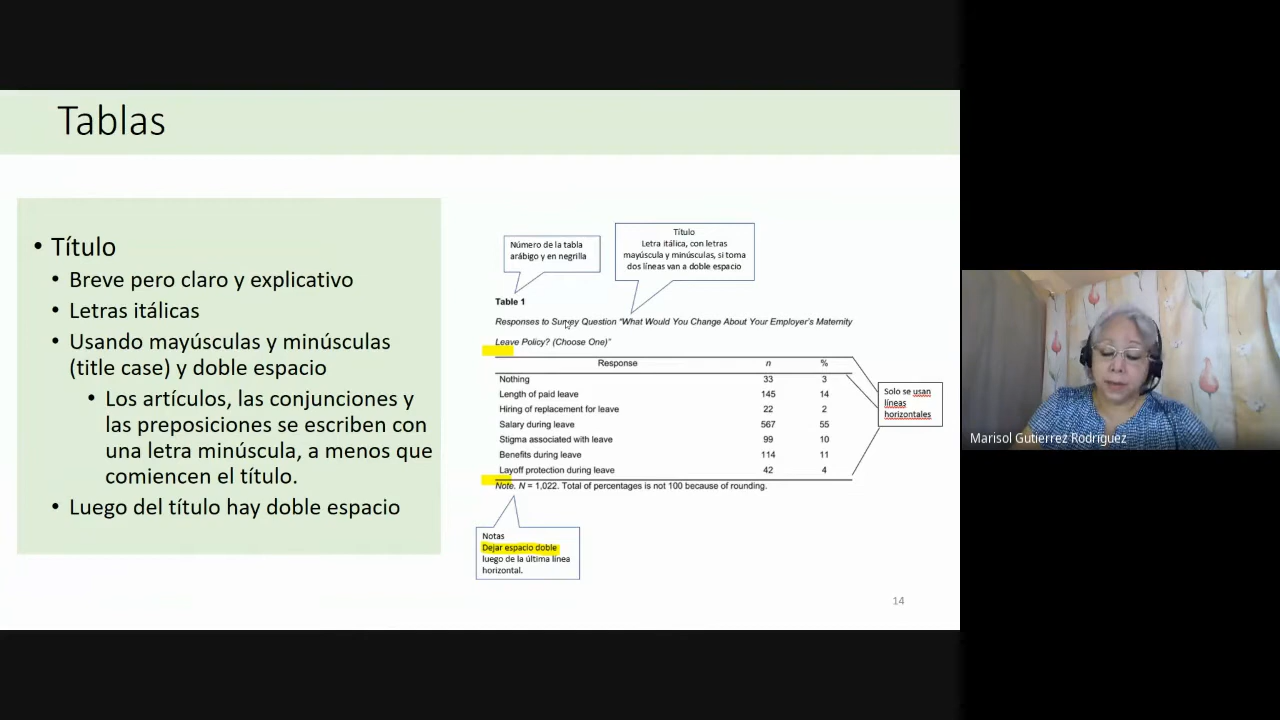 Tablas
• Título
• Breve pero claro y explicativo
• Letras itálicas
• Usando mayúsculas y minúsculas
(title case) y doble espacio
• Los artículos, las conjunciones y
las preposiciones se escriben con
una letra minúscula, a menos que
comiencen el título.
• Luego del título hay doble espacio
Número de la tabla
arábigo y en negrilla
Título
Letra itálica, con letras
mayúscula y minúsculas, si toma
dos líneas van a doble espacio
Table 1
Responses to Survey Question “What Would You Change About Your Employer’s Maternity
Leave Policy? (Choose One)”
Response n %
Nothing 33 3
Length of paid leave 145 14
Hiring of replacement for leave 22 2
Salary during leave 567 55
Stigma associated with leave 99 10
Benefits during leave 114 11
Layoff protection during leave 42 4
Note. N = 1,022. Total of percentages is not 100 because of rounding.
Solo se usan
líneas
horizontales
Notas
Dejar espacio doble
luego de la última línea
horizontal.
14
Marisol Gutierrez Rodriguez